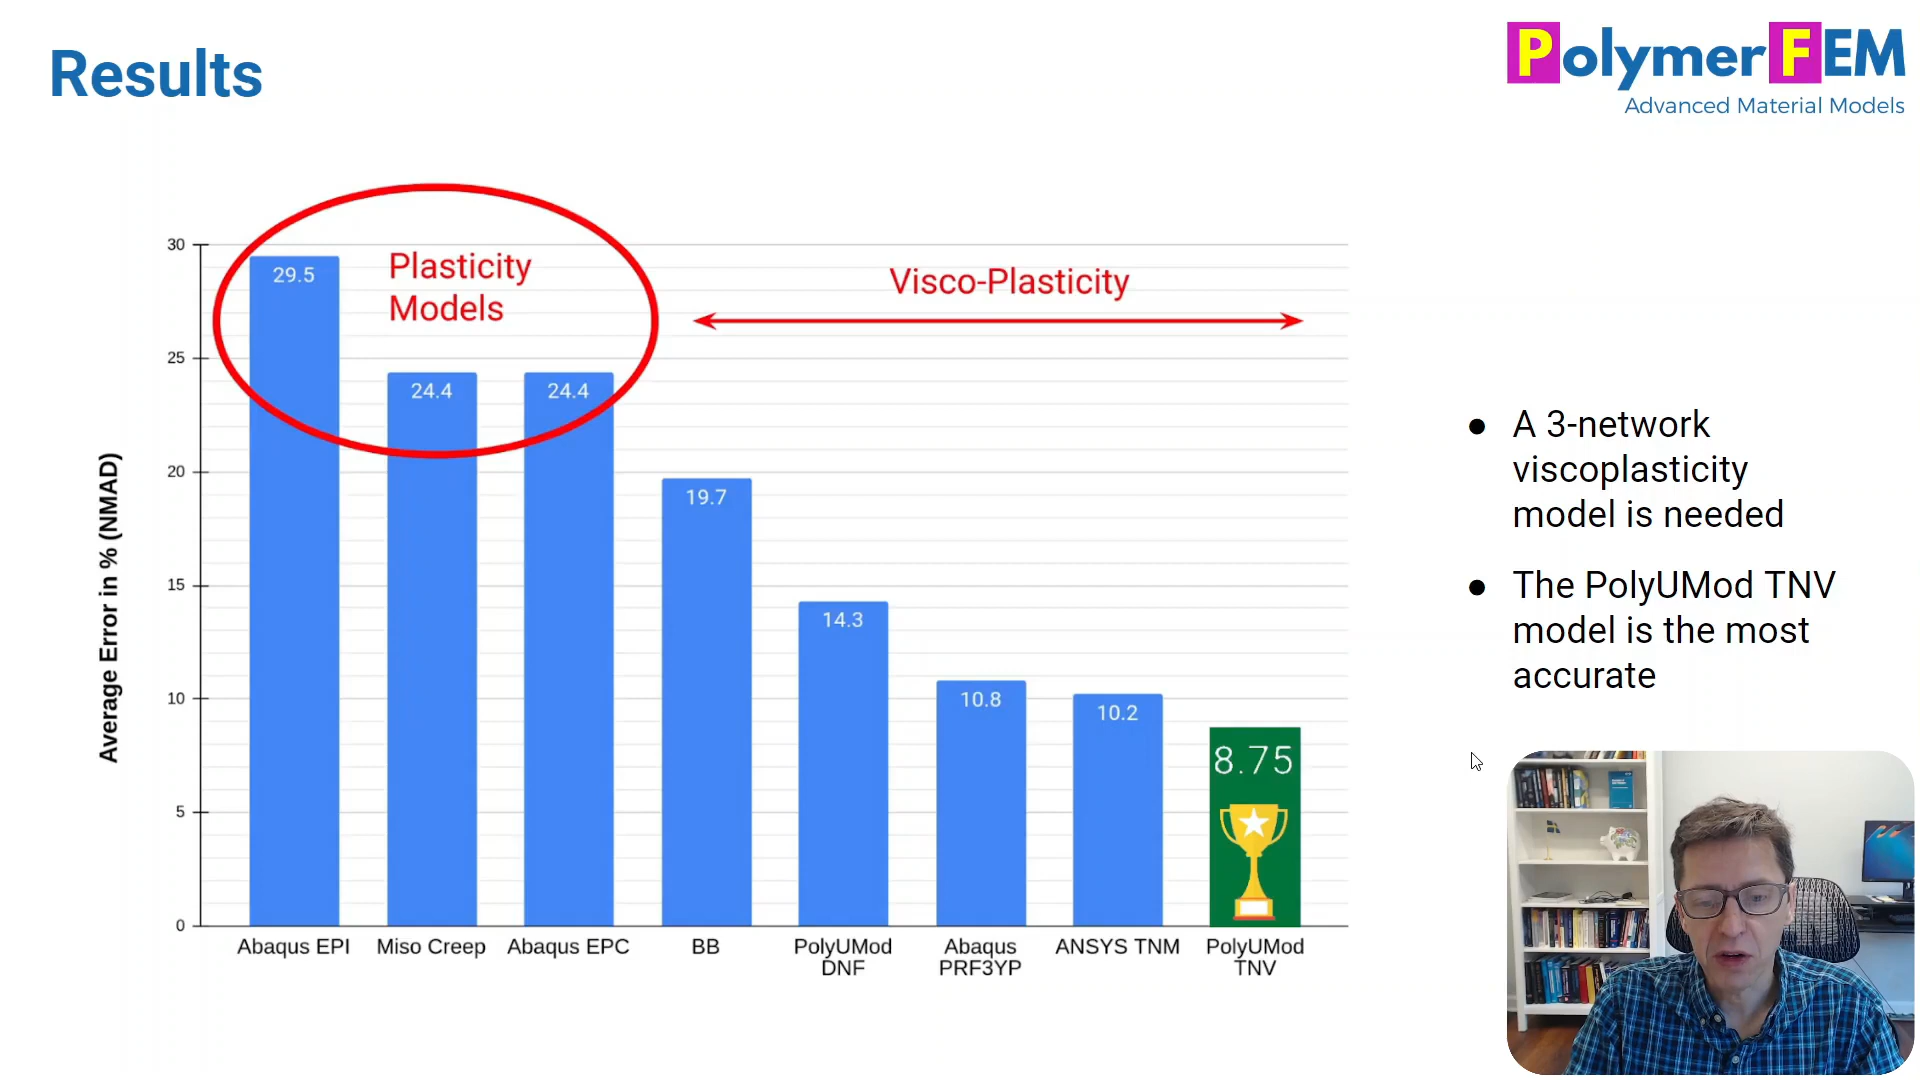 Results
PolymerFEM
Advanced Material Models
Plasticity
Models
Visco-Plasticity
Average Error in % (NMAD)
30
25
20
15
10
5
0
29.5
24.4
24.4
19.7
14.3
10.8
10.2
8.75
Abaqus EPI
Miso Creep
Abaqus EPC
BB
PolyUMod
DNF
Abaqus
PRF3YP
ANSYS TNM
PolyUMod
TNV
● A 3-network
viscoplasticity
model is needed
● The PolyUMod TNV
model is the most
accurate